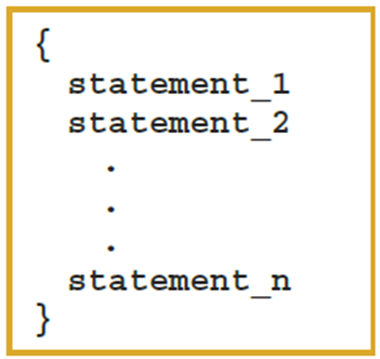 {
statement_1
statement_2
.
.
.
statement_n
}